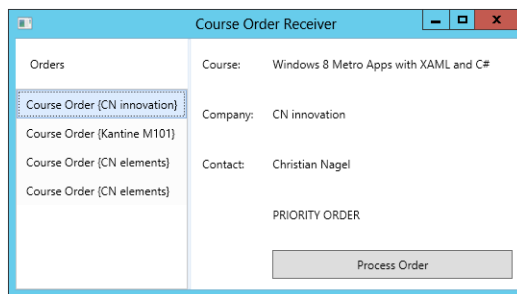 Course Order Receiver
Orders
Course Order {CN innovation}
Course Order {Kantine M101}
Course Order {CN elements}
Course Order {CN elements}
Course: Windows 8 Metro Apps with XAML and C#
Company: CN innovation
Contact: Christian Nagel
PRIORITY ORDER
Process Order